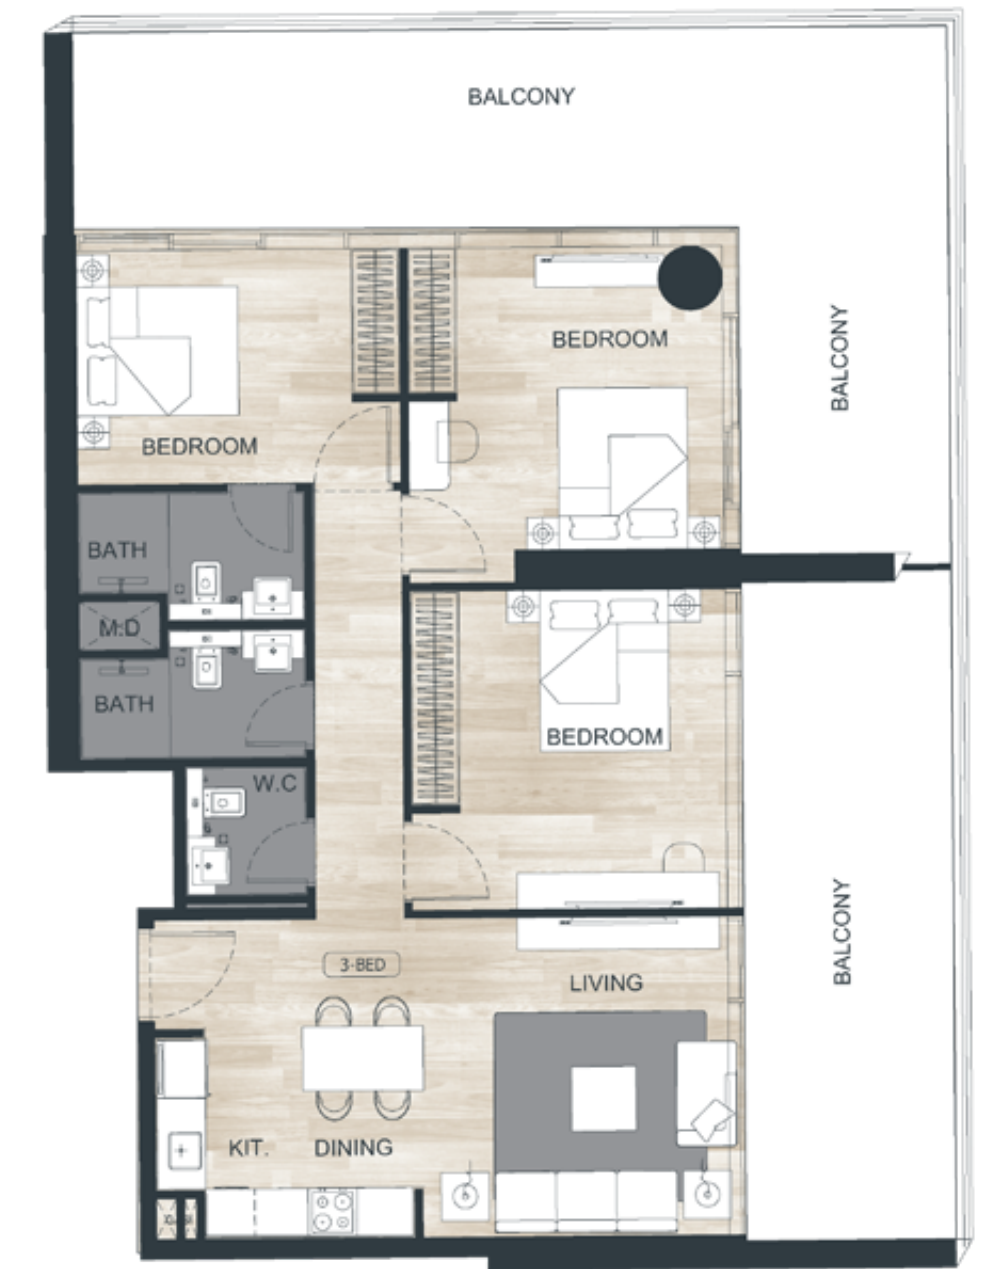 BALCONY
BALCONY
BEDROOM
BEDROOM
BATH
M.D
BATH
BEDROOM
W.C
BALCONY
3-BED
LIVING
KIT.
DINING